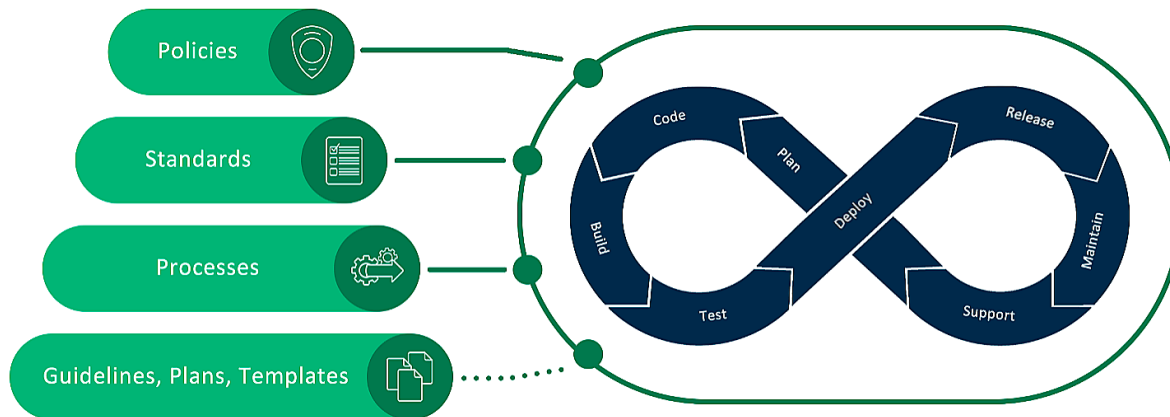 Policies
Standards
Processes
Guidelines, Plans, Templates
Code
Plan
Build
Test
Deploy
Release
Maintain
Support